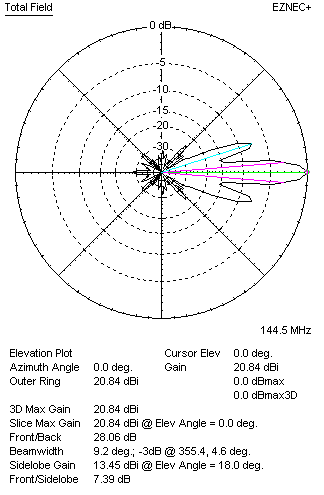 Total Field EZNEC+
0 dB
-5
-10
-15
-20
-30
144.5 MHz
Elevation Plot Cursor Elev 0.0 deg.
Azimuth Angle 0.0 deg. Gain 20.84 dBi
Outer Ring 20.84 dBi 0.0 dBmax
0.0 dBmax3D
3D Max Gain 20.84 dBi
Slice Max Gain 20.84 dBi @ Elev Angle = 0.0 deg.
Front/Back 28.06 dB
Beamwidth 9.2 deg.; -3dB @ 355.4, 4.6 deg.
Sidelobe Gain 13.45 dBi @ Elev Angle = 18.0 deg.
Front/Sidelobe 7.39 dB